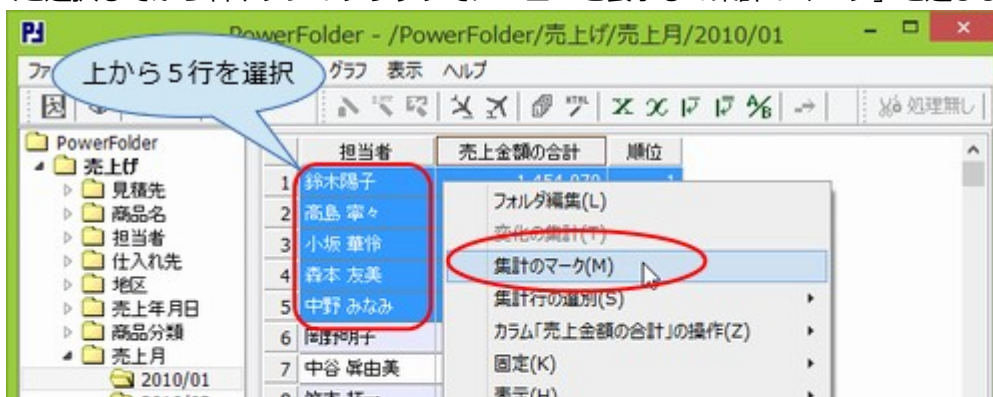 PowerFolder - /PowerFolder/売上げ/売上月/2010/01
上から5行を選択
グラフ 表示 ヘルプ
処理無し
PowerFolder
売上げ
見積先
商品名
担当者
仕入れ先
地区
売上年月日
商品分類
売上月
2010/01
担当者 売上金額の合計 順位
1 鈴木陽子
2 高島 寧々
3 小坂 華怜
4 森本 友美
5 中野 みなみ
6
7 中谷 眞由美
フォルダ編集(L)
変化の集計(T)
集計のマーク(M)
集計行の選別(S)
カラム「売上金額の合計」の操作(Z)
固定(K)
表示(H)